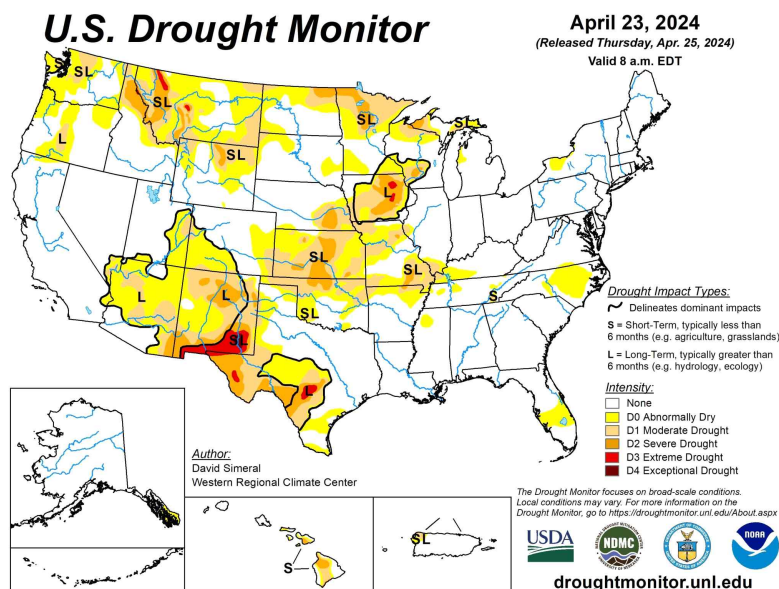 U.S. Drought Monitor
April 23, 2024
(Released Thursday, Apr. 25, 2024)
Valid 8 a.m. EDT
S
SL
SL
SL
SL
SL
L
SL
L
SL
SL
L
L
SL
S
SL
L
Drought Impact Types:
Delineates dominant impacts
S = Short-Term, typically less than
6 months (e.g. agriculture, grasslands)
L = Long-Term, typically greater than
6 months (e.g. hydrology, ecology)
Intensity:
None
D0 Abnormally Dry
D1 Moderate Drought
D2 Severe Drought
D3 Extreme Drought
D4 Exceptional Drought
Author:
David Simeral
Western Regional Climate Center
S
SL
The Drought Monitor focuses on broad-scale conditions.
Local conditions may vary. For more information on the
Drought Monitor, go to https://droughtmonitor.unl.edu/About.aspx
USDA
NDMC
NOAA
droughtmonitor.unl.edu